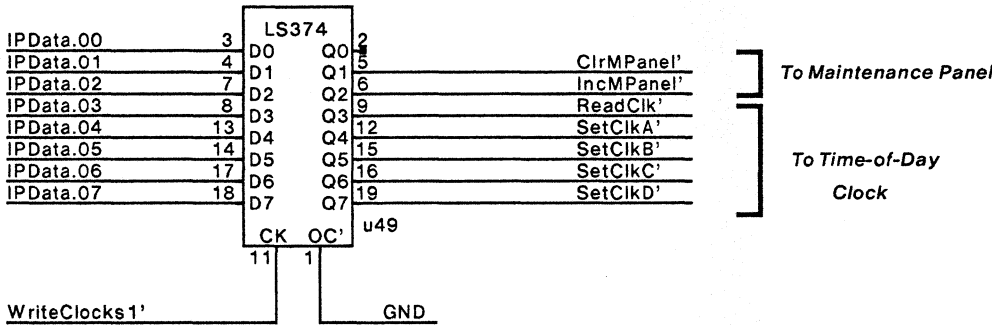 LS374
IPData.00 3 D0 Q0 2
IPData.01 4 D1 Q1 5 ClrMPanel'
IPData.02 7 D2 Q2 6 IncMPanel'
IPData.03 8 D3 Q3 9 ReadClk'
IPData.04 13 D4 Q4 12 SetClkA'
IPData.05 14 D5 Q5 15 SetClkB'
IPData.06 17 D6 Q6 16 SetClkC'
IPData.07 18 D7 Q7 19 SetClkD'
To Maintenance Panel
To Time-of-Day
Clock
u49
CK OC'
11 1
WriteClocks1' GND